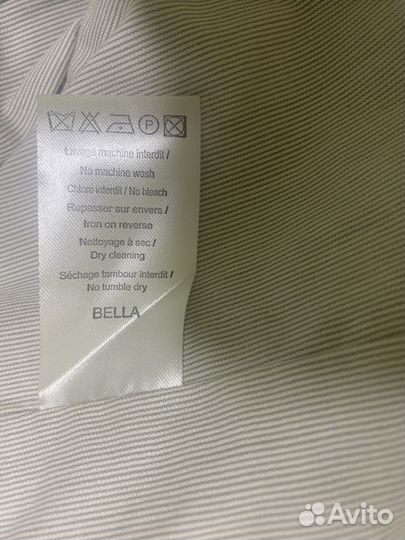 Lavage machine interdit /
No machine wash
Chlore interdit / No bleach
Repasser sur envers /
Iron on reverse
Nettoyage à sec /
Dry cleaning
Séchage tambour interdit /
No tumble dry
BELLA
Avito